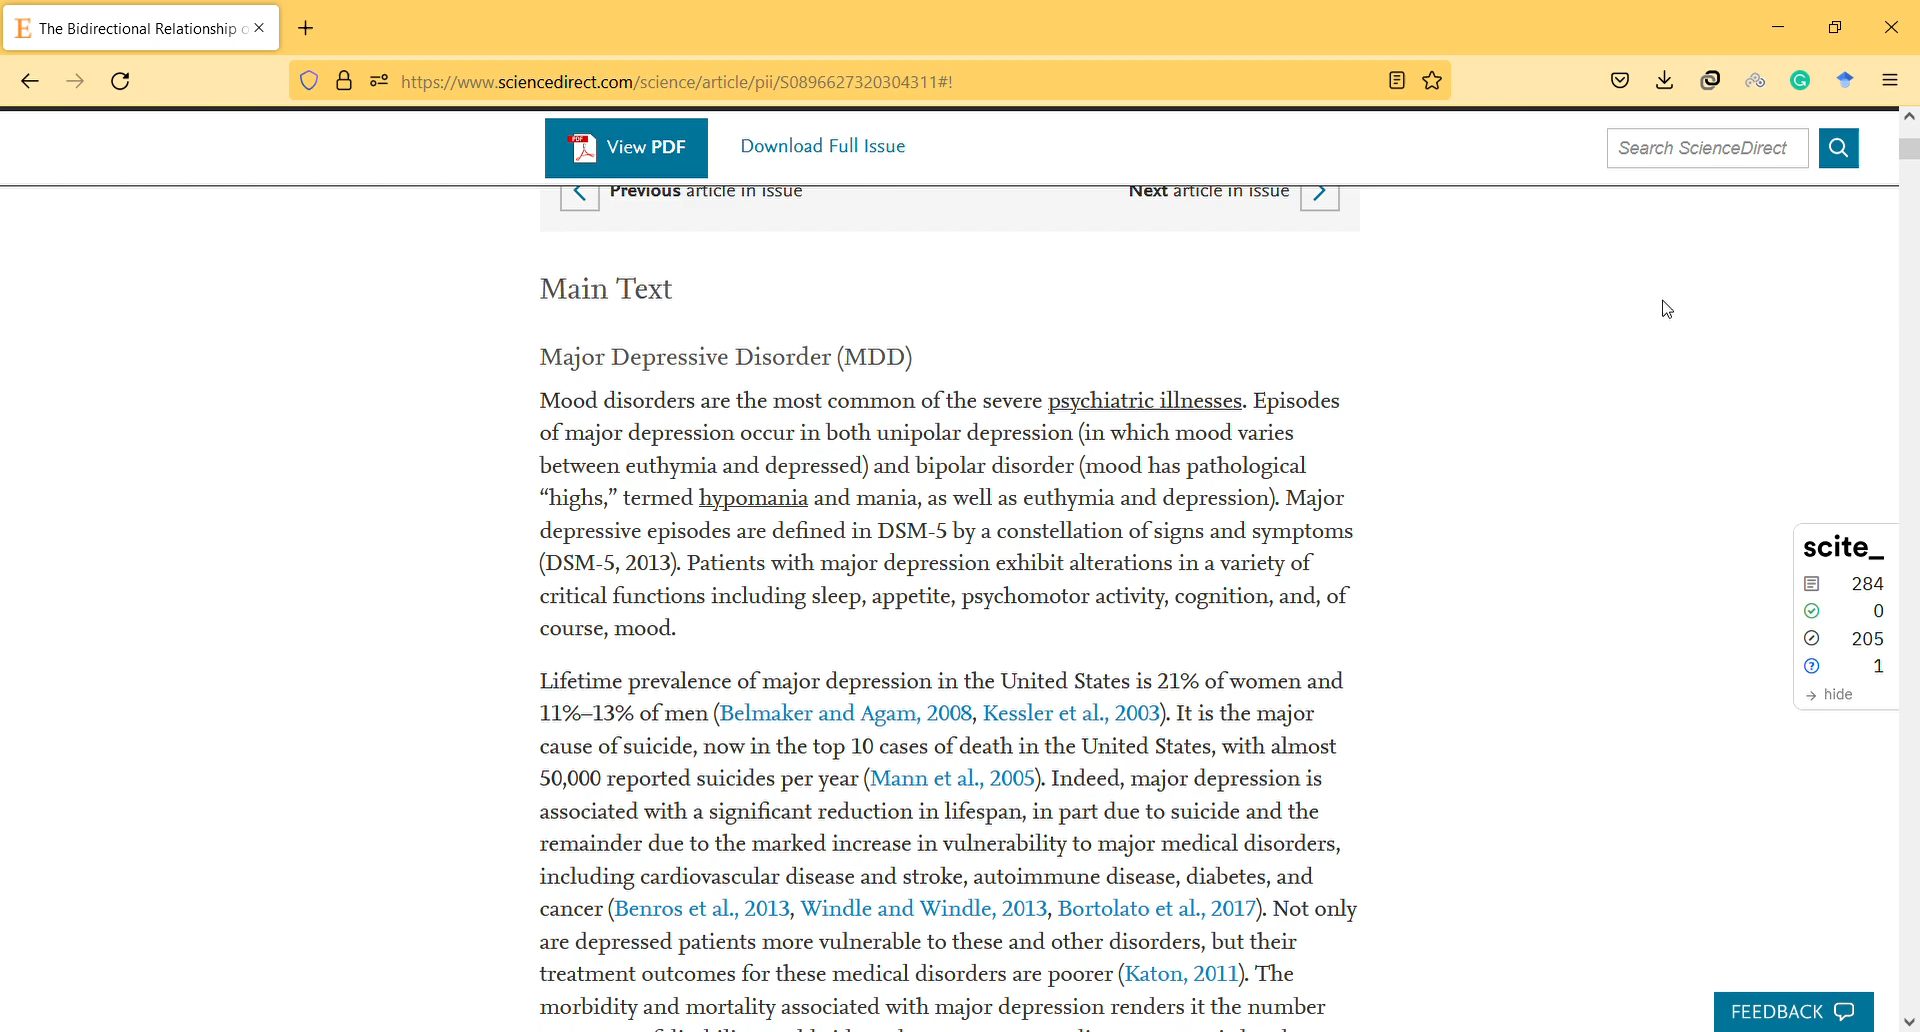 The Bidirectional Relationship o
https://www.sciencedirect.com/science/article/pii/S0896627320304311#!
View PDF
Download Full Issue
Search ScienceDirect
Previous article in issue
Next article in issue
Main Text
Major Depressive Disorder (MDD)
Mood disorders are the most common of the severe psychiatric illnesses. Episodes
of major depression occur in both unipolar depression (in which mood varies
between euthymia and depressed) and bipolar disorder (mood has pathological
“highs,” termed hypomania and mania, as well as euthymia and depression). Major
depressive episodes are defined in DSM-5 by a constellation of signs and symptoms
(DSM-5, 2013). Patients with major depression exhibit alterations in a variety of
critical functions including sleep, appetite, psychomotor activity, cognition, and, of
course, mood.
Lifetime prevalence of major depression in the United States is 21% of women and
11%–13% of men (Belmaker and Agam, 2008, Kessler et al., 2003). It is the major
cause of suicide, now in the top 10 cases of death in the United States, with almost
50,000 reported suicides per year (Mann et al., 2005). Indeed, major depression is
associated with a significant reduction in lifespan, in part due to suicide and the
remainder due to the marked increase in vulnerability to major medical disorders,
including cardiovascular disease and stroke, autoimmune disease, diabetes, and
cancer (Benros et al., 2013, Windle and Windle, 2013, Bortolato et al., 2017). Not only
are depressed patients more vulnerable to these and other disorders, but their
treatment outcomes for these medical disorders are poorer (Katon, 2011). The
morbidity and mortality associated with major depression renders it the number
scite_
284
0
205
1
hide
FEEDBACK